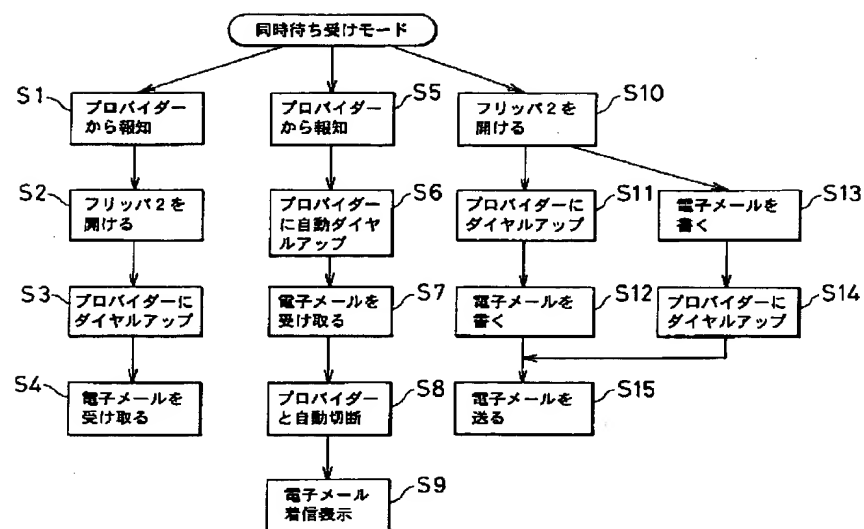 同時待ち受けモード
S1
プロバイダー
から報知
S2
フリッパ2を
開ける
S3
プロバイダーに
ダイヤルアップ
S4
電子メールを
受け取る
S5
プロバイダー
から報知
S6
プロバイダー
に自動ダイヤ
ルアップ
S7
電子メールを
受け取る
S8
プロバイダー
と自動切断
S9
電子メール
着信表示
S10
フリッパ2を
開ける
S11
プロバイダーに
ダイヤルアップ
S12
電子メールを
書く
S13
電子メールを
書く
S14
プロバイダーに
ダイヤルアップ
S15
電子メールを
送る